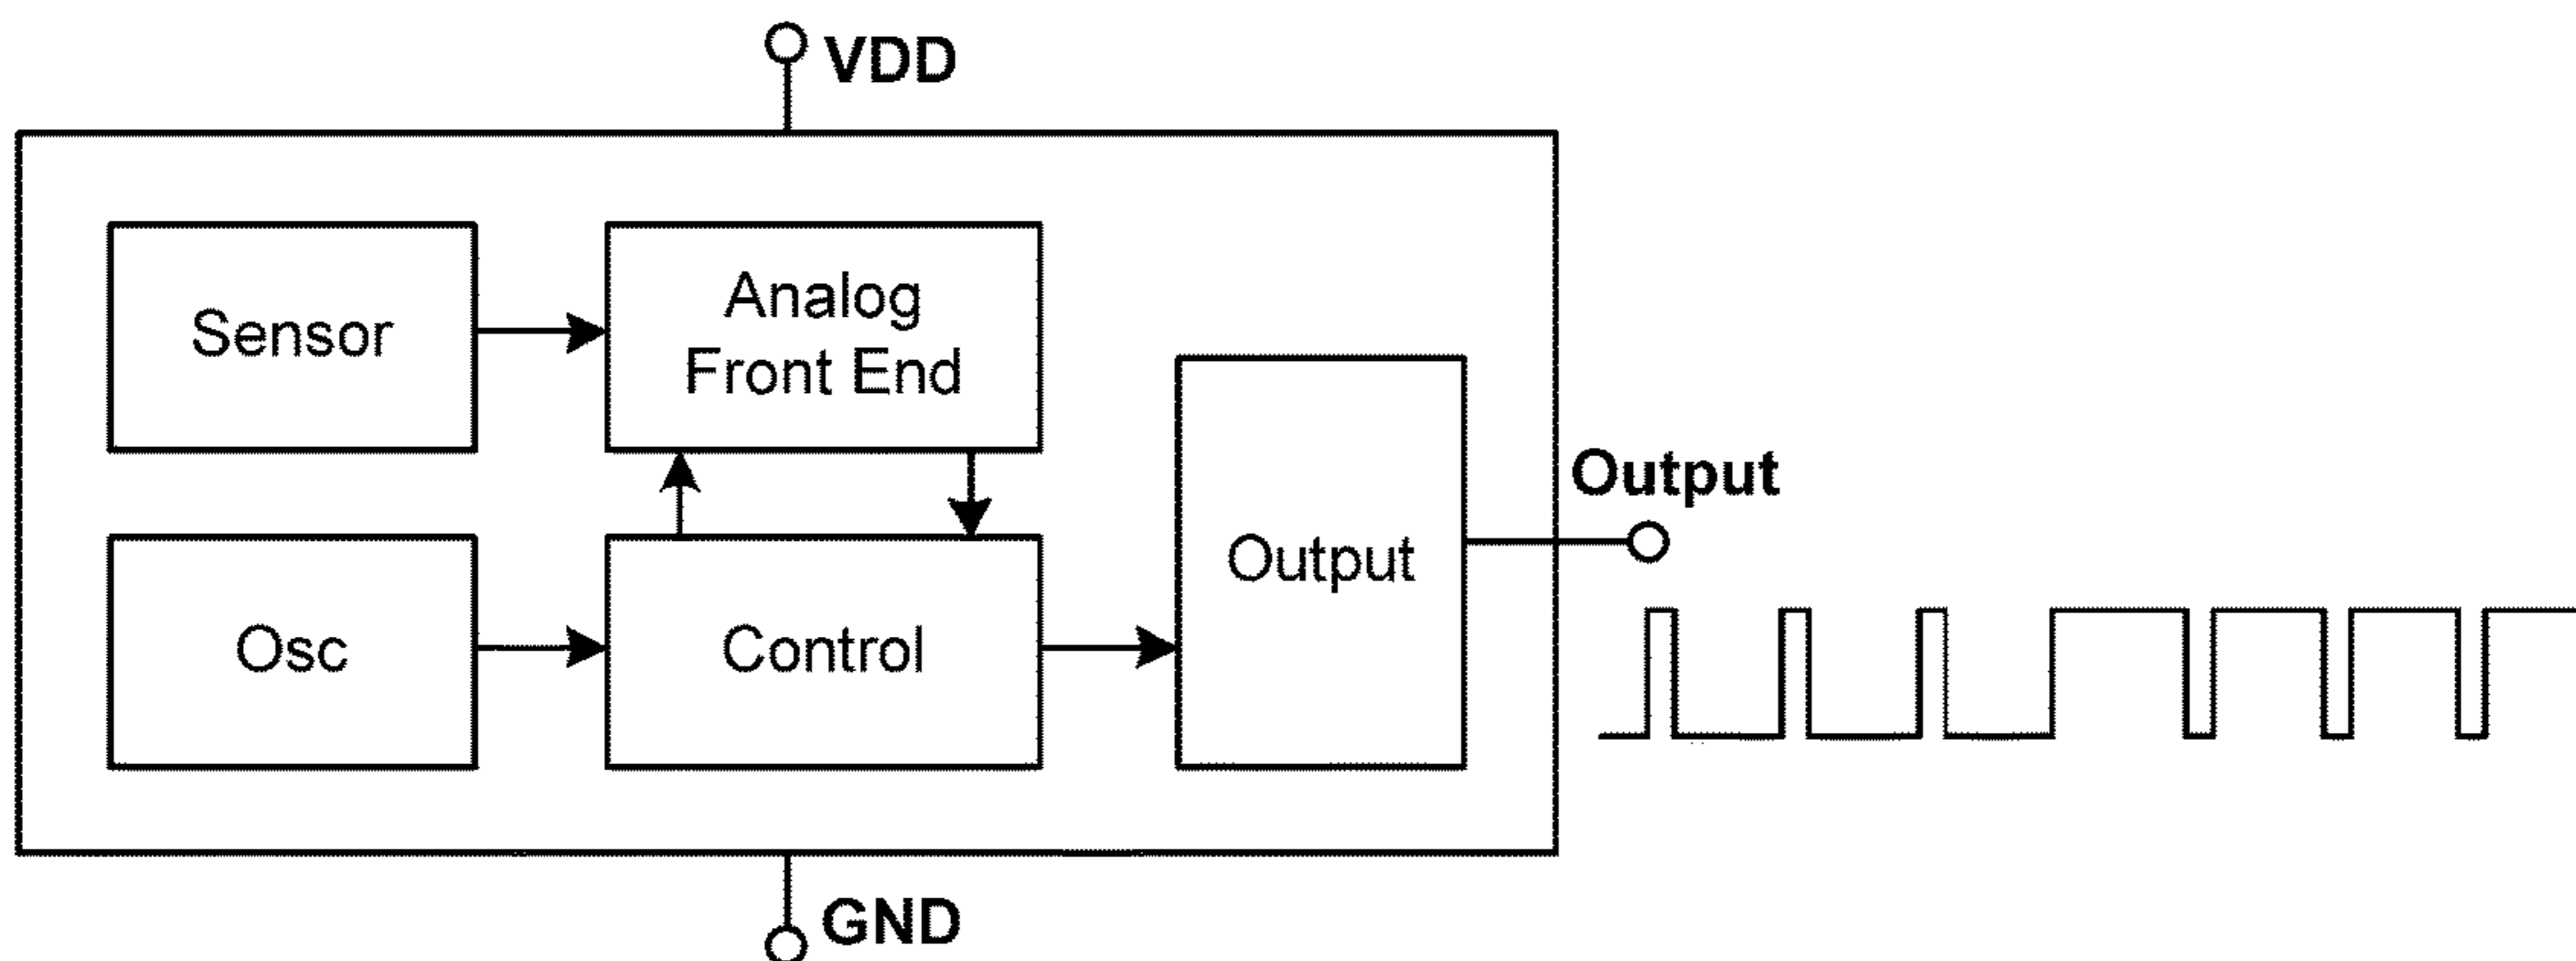 VDD
Sensor
Analog
Front End
Output
Output
Osc
Control
GND